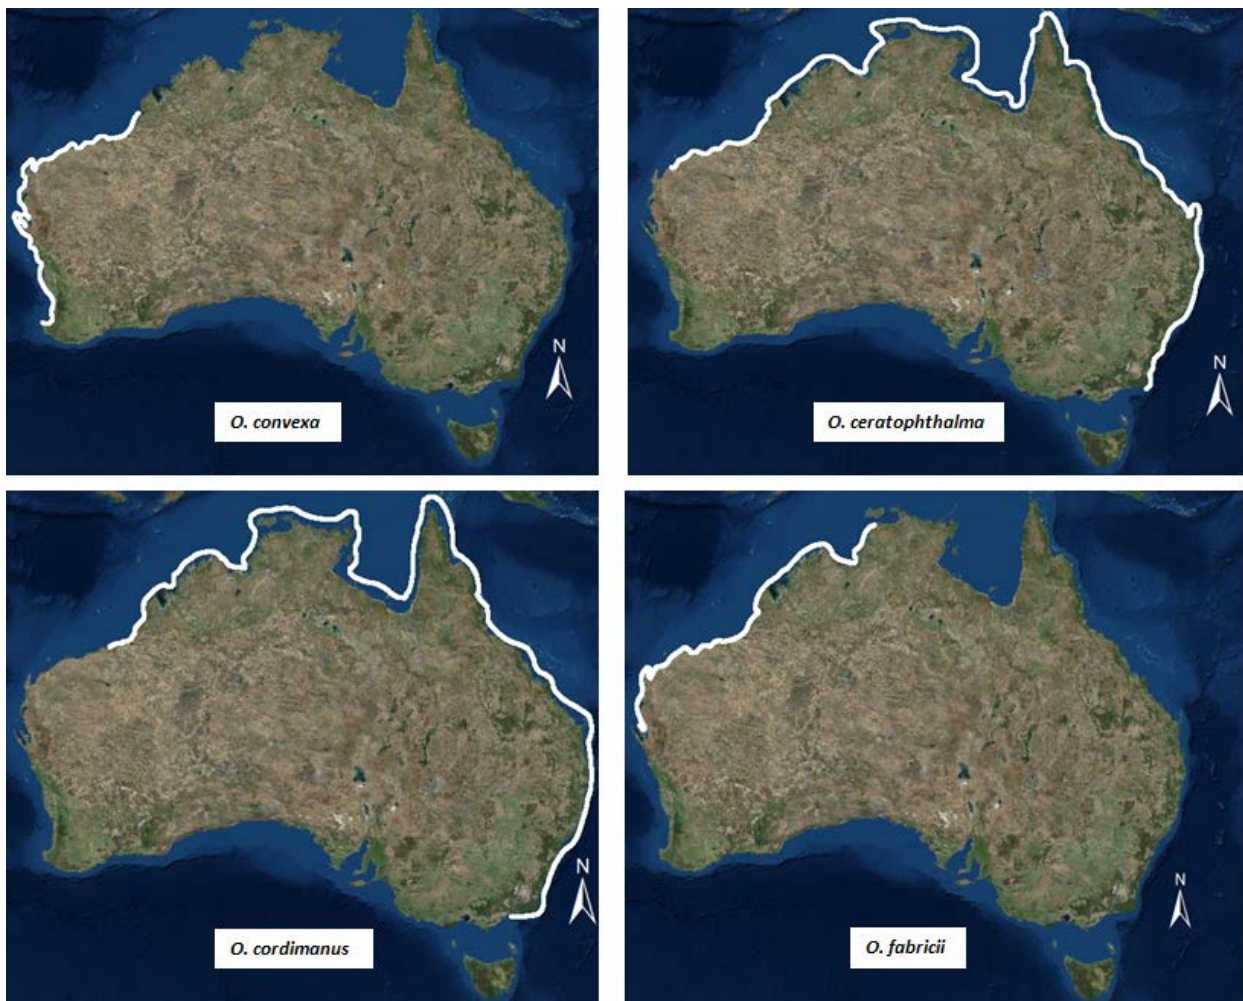 N
O. convexa
N
O. ceratophthalma
N
O. cordimanus
N
O. fabricii